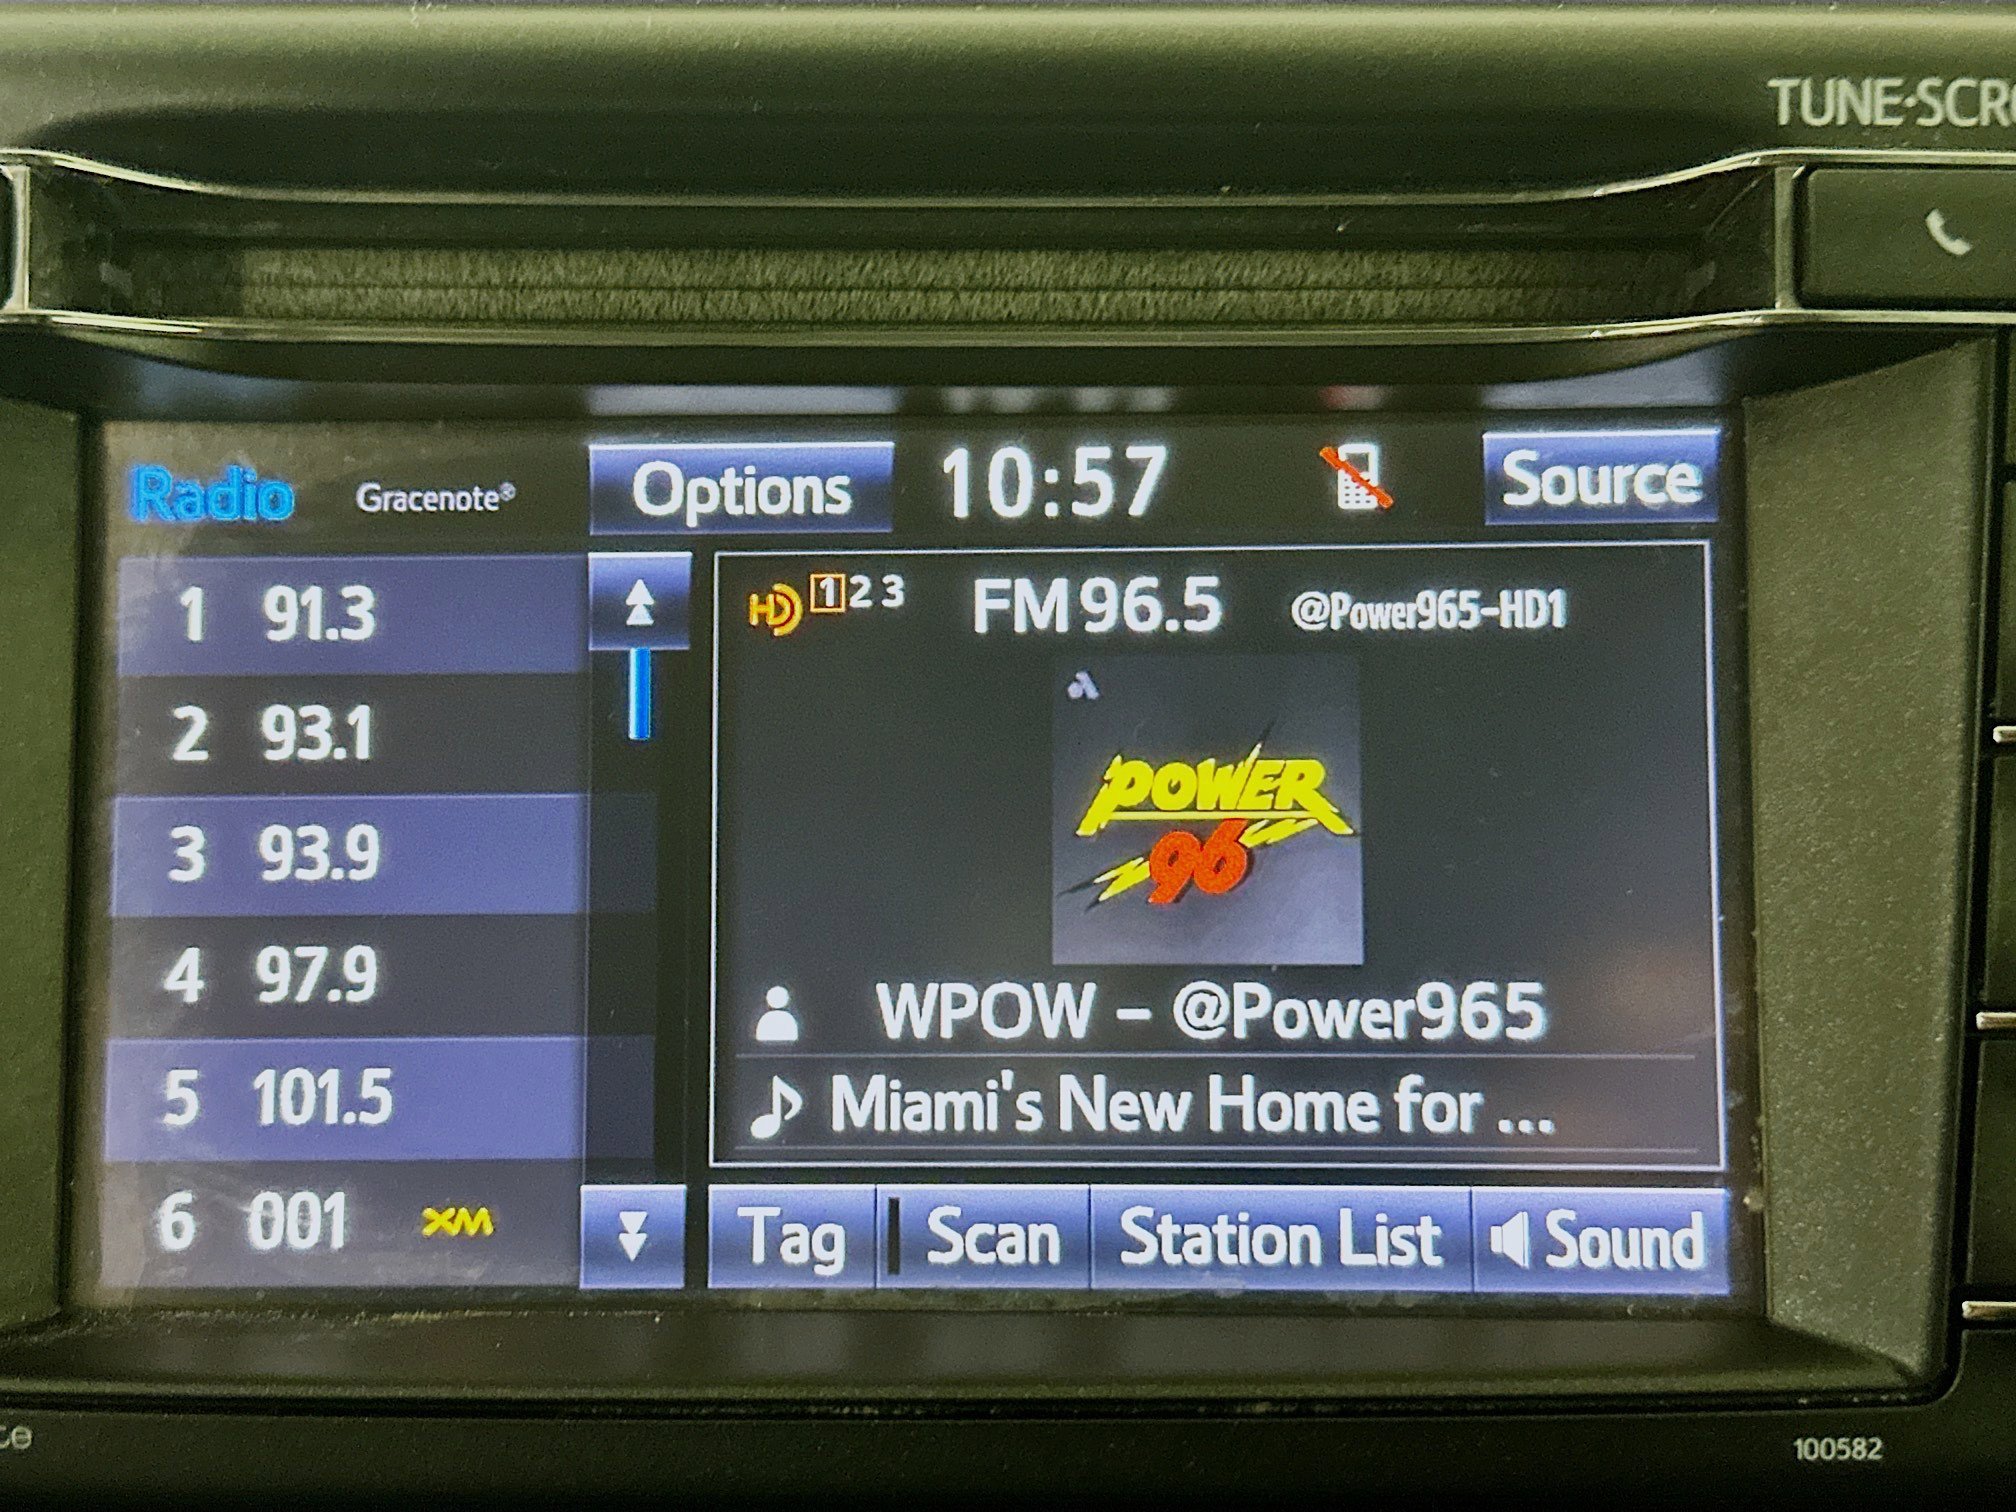 TUNE·SCRO
Radio Gracenote® Options 10:57 Source
1 91.3
2 93.1
3 93.9
4 97.9
5 101.5
6 001 XM
HD 1 2 3 FM 96.5 @Power965-HD1
POWER
96
WPOW - @Power965
Miami's New Home for ...
Tag Scan Station List Sound
100582